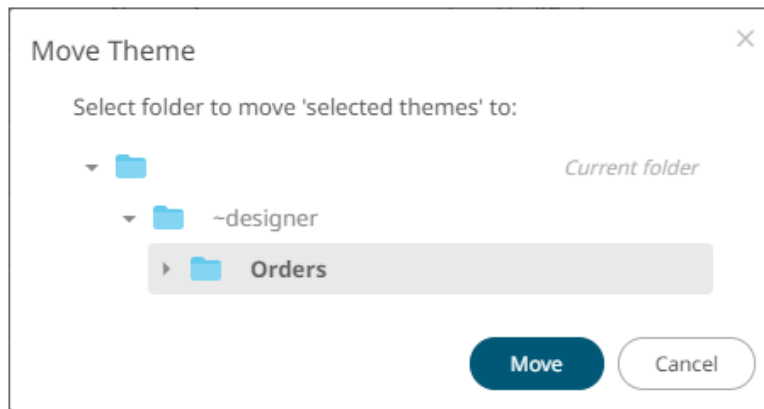 Move Theme
Select folder to move 'selected themes' to:
Current folder
~designer
Orders
Move
Cancel